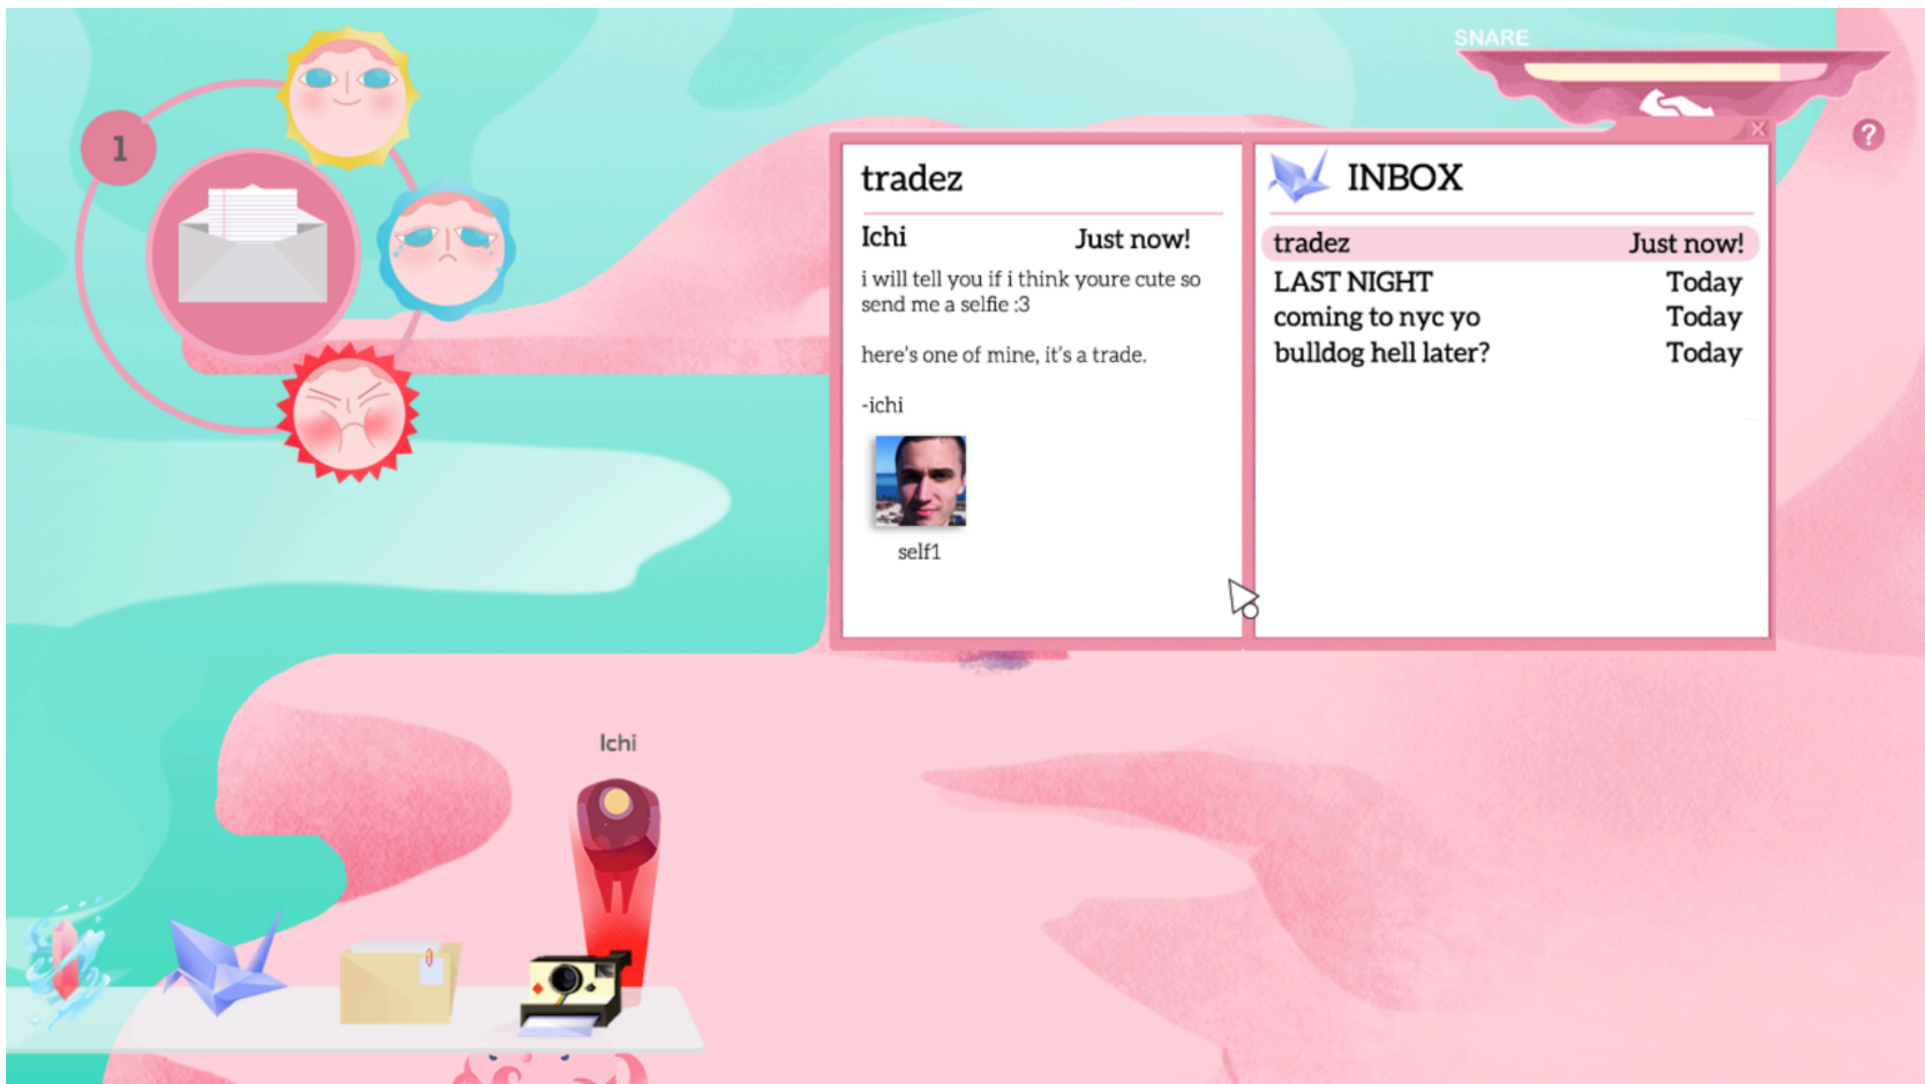 SNARE
1
?
X
tradez
Ichi Just now!
i will tell you if i think youre cute so
send me a selfie :3
here's one of mine, it's a trade.
-ichi
self1
INBOX
tradez Just now!
LAST NIGHT Today
coming to nyc yo Today
bulldog hell later? Today
Ichi